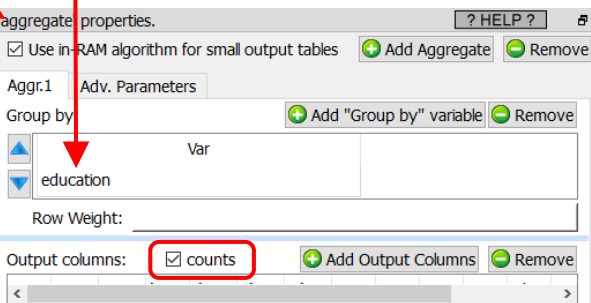 aggregate' properties. ? HELP ?
Use in-RAM algorithm for small output tables Add Aggregate Remove
Aggr.1 Adv. Parameters
Group by Add "Group by" variable Remove
Var
education
Row Weight:
Output columns: counts Add Output Columns Remove